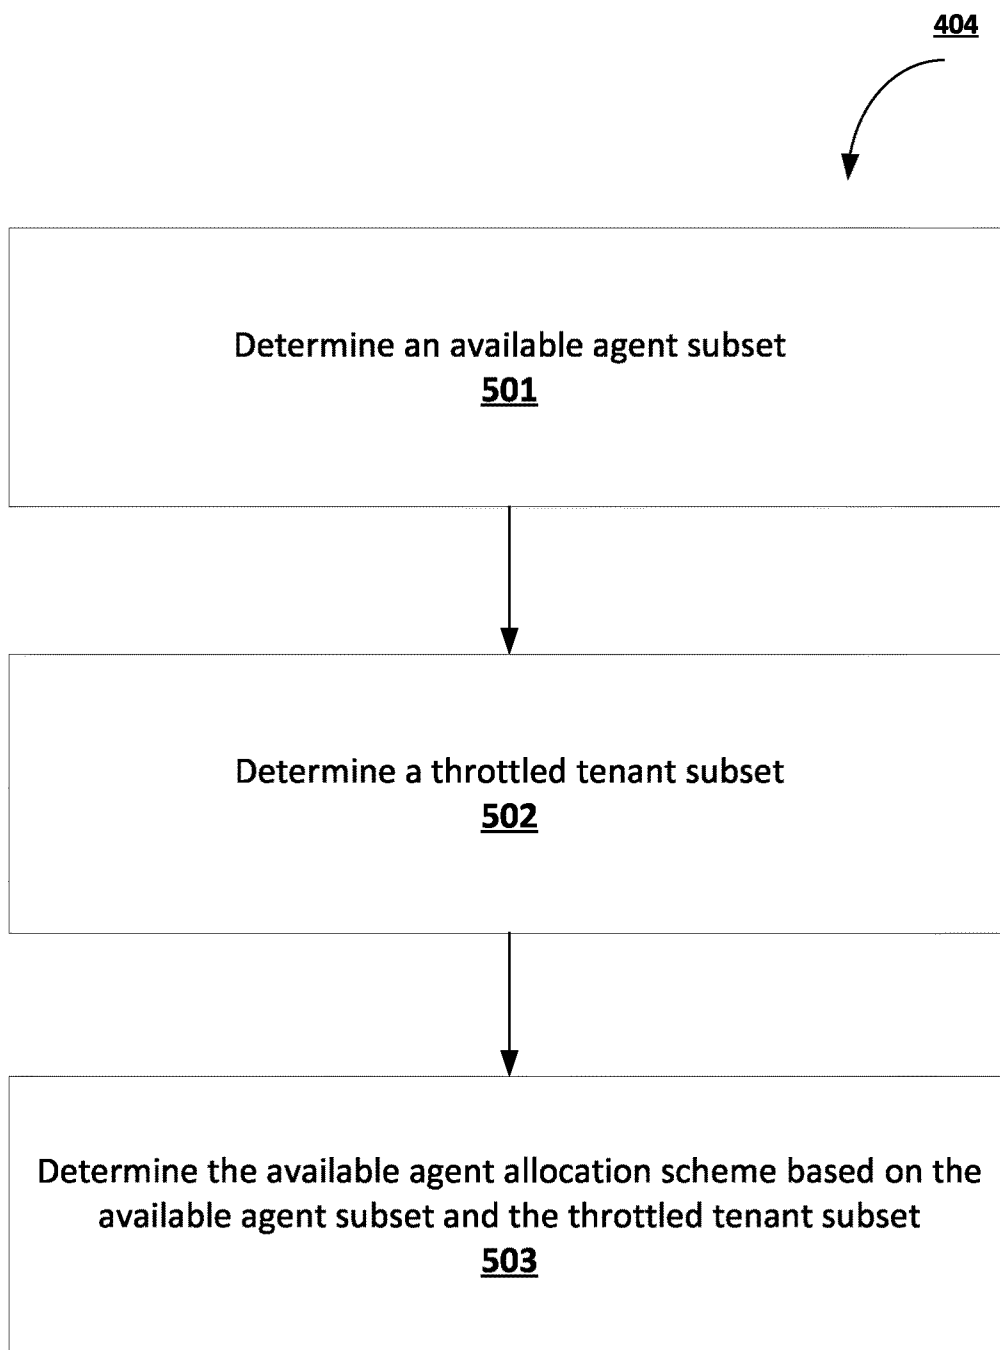 404
Determine an available agent subset
501
Determine a throttled tenant subset
502
Determine the available agent allocation scheme based on the
available agent subset and the throttled tenant subset
503